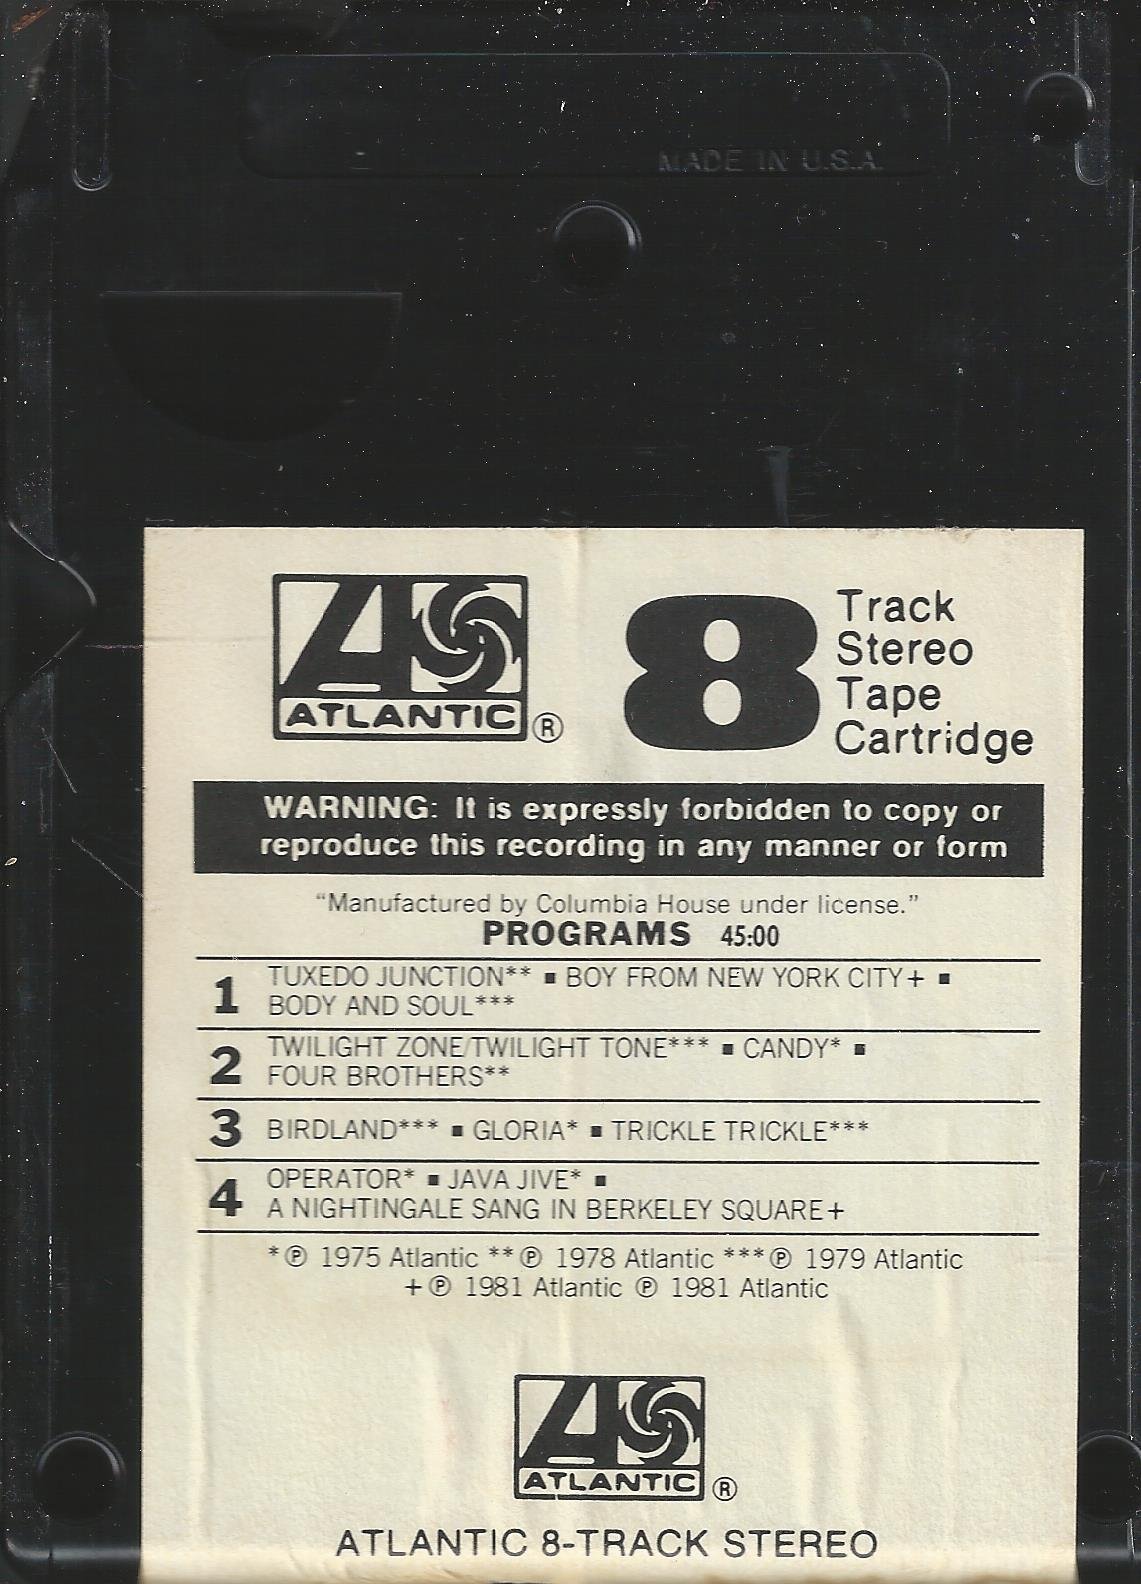 MADE IN U.S.A.
ATLANTIC ®
8 Track
Stereo
Tape
Cartridge
WARNING: It is expressly forbidden to copy or
reproduce this recording in any manner or form
"Manufactured by Columbia House under license."
PROGRAMS 45:00
1 TUXEDO JUNCTION** ■ BOY FROM NEW YORK CITY+ ■
BODY AND SOUL***
2 TWILIGHT ZONE/TWILIGHT TONE*** ■ CANDY* ■
FOUR BROTHERS**
3 BIRDLAND*** ■ GLORIA* ■ TRICKLE TRICKLE***
4 OPERATOR* ■ JAVA JIVE* ■
A NIGHTINGALE SANG IN BERKELEY SQUARE+
*℗ 1975 Atlantic **℗ 1978 Atlantic ***℗ 1979 Atlantic
+℗ 1981 Atlantic ℗ 1981 Atlantic
ATLANTIC ®
ATLANTIC 8-TRACK STEREO